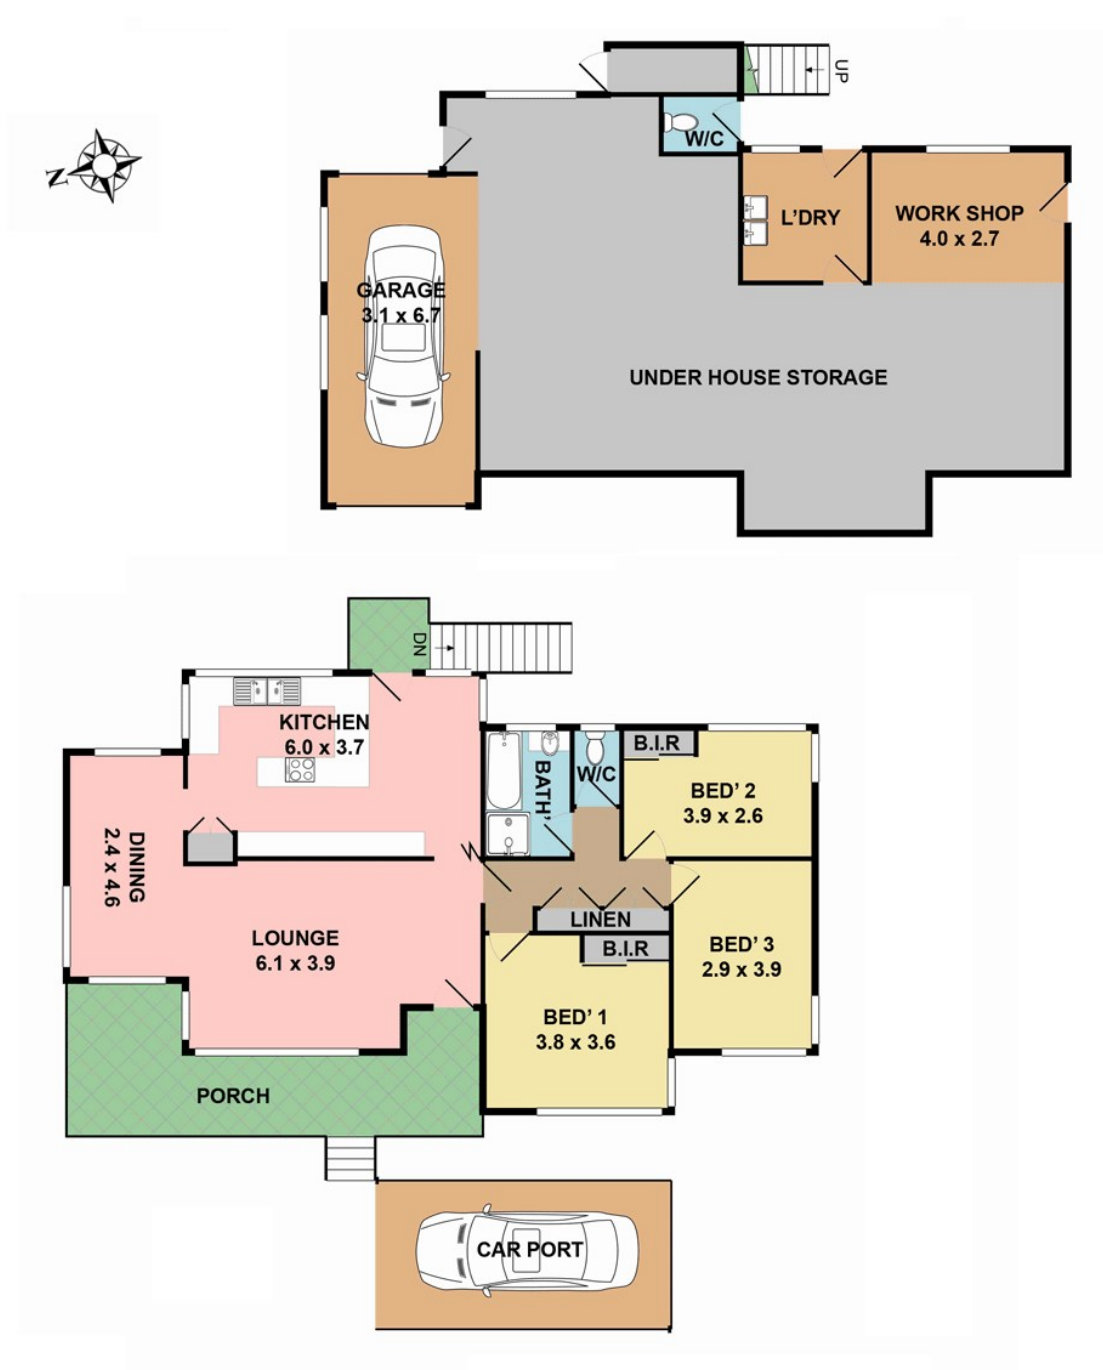 UP
N
W/C
L'DRY
WORK SHOP
4.0 x 2.7
GARAGE
3.1 x 6.7
UNDER HOUSE STORAGE
DN
KITCHEN
6.0 x 3.7
BATH'
W/C
B.I.R
BED' 2
3.9 x 2.6
DINING
2.4 x 4.6
LOUNGE
6.1 x 3.9
LINEN
B.I.R
BED' 3
2.9 x 3.9
BED' 1
3.8 x 3.6
PORCH
CAR PORT